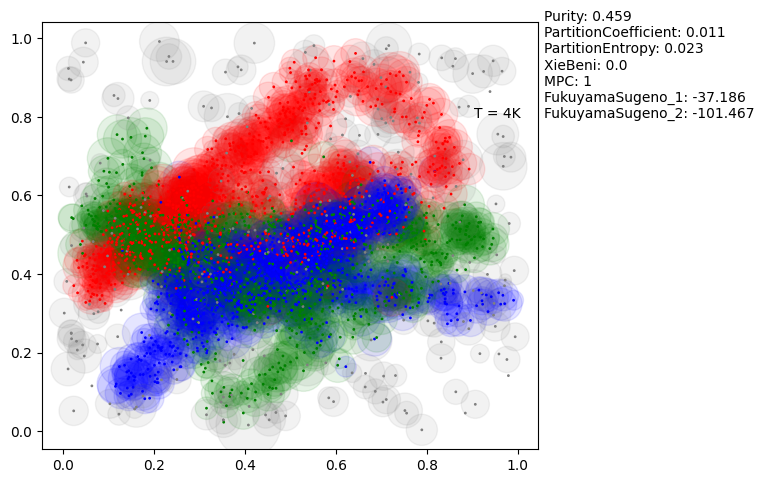 Purity: 0.459
PartitionCoefficient: 0.011
PartitionEntropy: 0.023
XieBeni: 0.0
MPC: 1
FukuyamaSugeno_1: -37.186
FukuyamaSugeno_2: -101.467
T = 4K
1.0
0.8
0.6
0.4
0.2
0.0
0.0 0.2 0.4 0.6 0.8 1.0